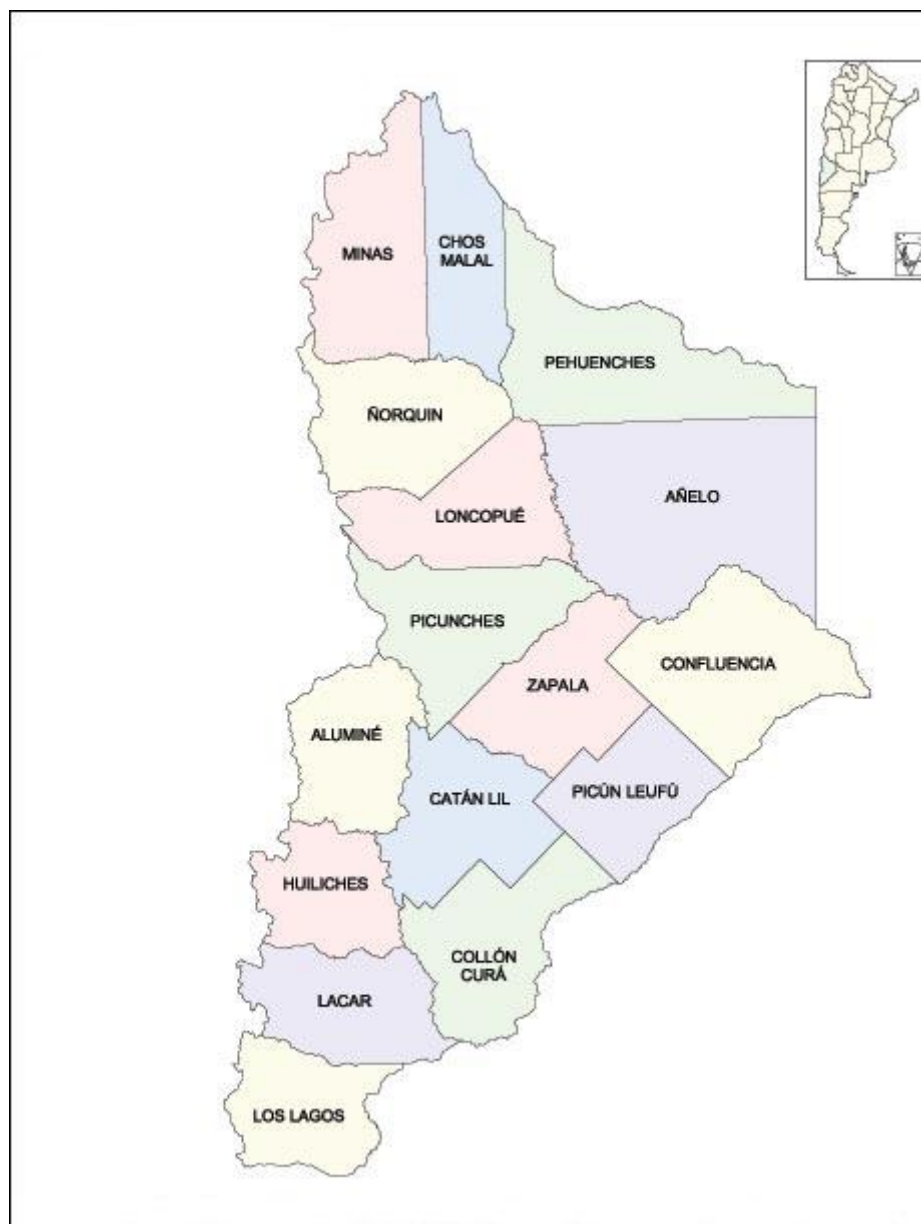 MINAS
CHOS
MALAL
PEHUENCHES
ÑORQUIN
AÑELO
LONCOPUÉ
PICUNCHES
CONFLUENCIA
ZAPALA
ALUMINÉ
PICÚN LEUFÚ
CATÁN LIL
HUILICHES
COLLÓN
CURÁ
LACAR
LOS LAGOS